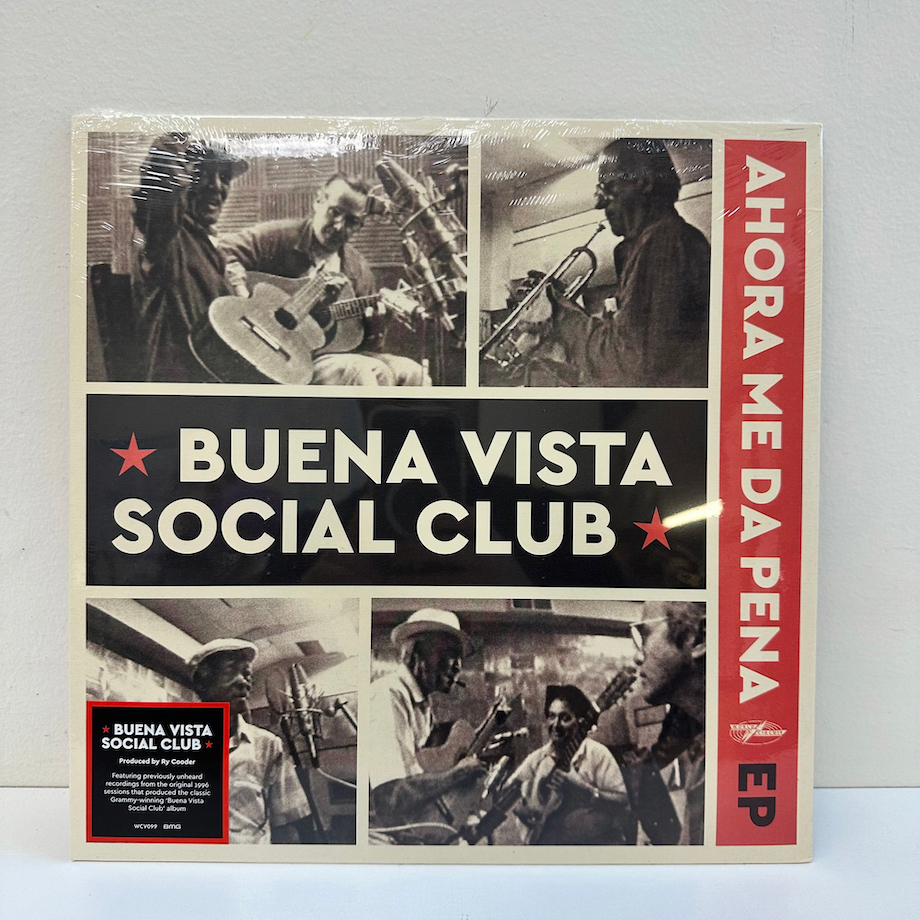 BUENA VISTA
SOCIAL CLUB
AHORA ME DA PENA
EP
BUENA VISTA
SOCIAL CLUB
Produced by Ry Cooder
Featuring previously unheard
recordings from the original 1996
sessions that produced the classic
Grammy-winning 'Buena Vista
Social Club' album
WCV099 BMG